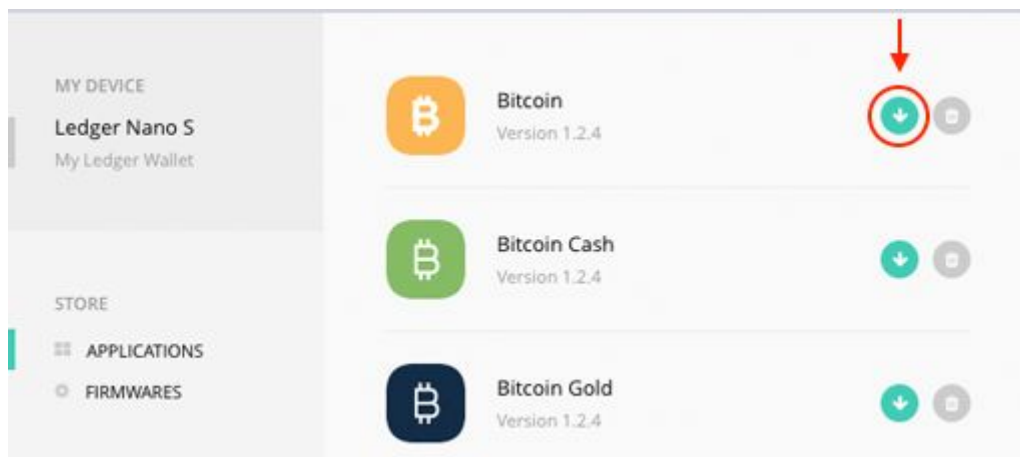 MY DEVICE
Ledger Nano S
My Ledger Wallet
STORE
APPLICATIONS
FIRMWARES
Bitcoin
Version 1.2.4
Bitcoin Cash
Version 1.2.4
Bitcoin Gold
Version 1.2.4